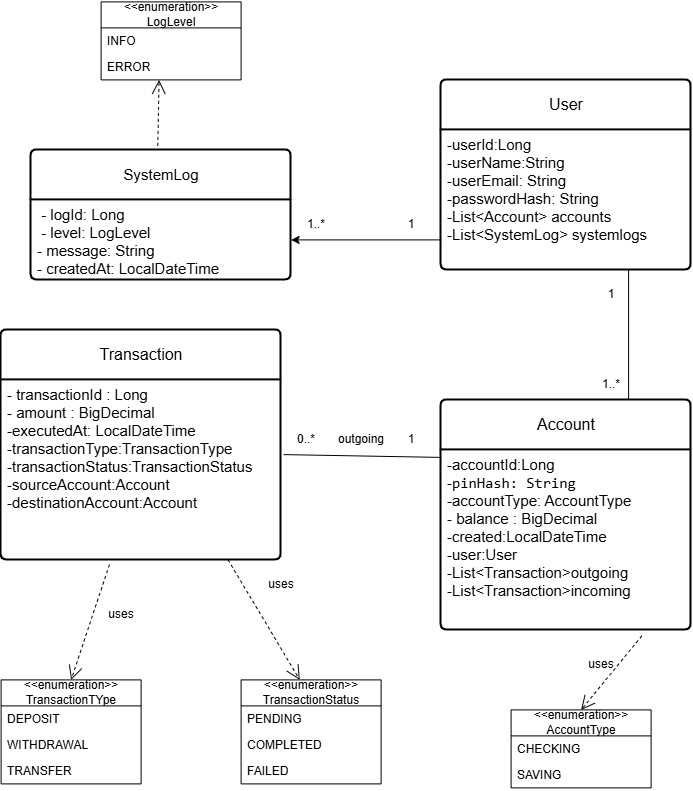 <<enumeration>>
LogLevel
INFO
ERROR
User
-userId:Long
-userName:String
-userEmail: String
-passwordHash: String
-List<Account> accounts
-List<SystemLog> systemlogs
SystemLog
- logId: Long
- level: LogLevel
- message: String
- createdAt: LocalDateTime
1..*
1
1
1..*
Transaction
- transactionId : Long
- amount : BigDecimal
-executedAt: LocalDateTime
-transactionType:TransactionType
-transactionStatus:TransactionStatus
-sourceAccount:Account
-destinationAccount:Account
0..*
outgoing
1
Account
-accountId:Long
-pinHash: String
-accountType: AccountType
- balance : BigDecimal
-created:LocalDateTime
-user:User
-List<Transaction>outgoing
-List<Transaction>incoming
uses
uses
uses
<<enumeration>>
TransactionTYpe
DEPOSIT
WITHDRAWAL
TRANSFER
<<enumeration>>
TransactionStatus
PENDING
COMPLETED
FAILED
<<enumeration>>
AccountType
CHECKING
SAVING